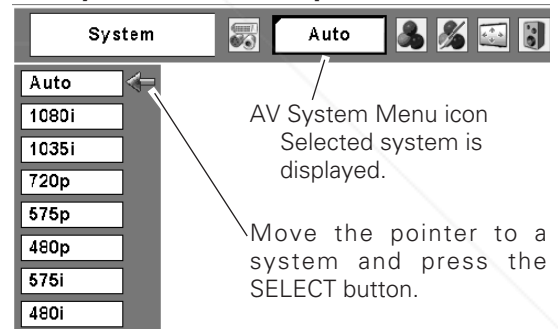 System
Auto
Auto
1080i
1035i
720p
575p
480p
575i
480i
AV System Menu icon
Selected system is
displayed.
Move the pointer to a
system and press the
SELECT button.